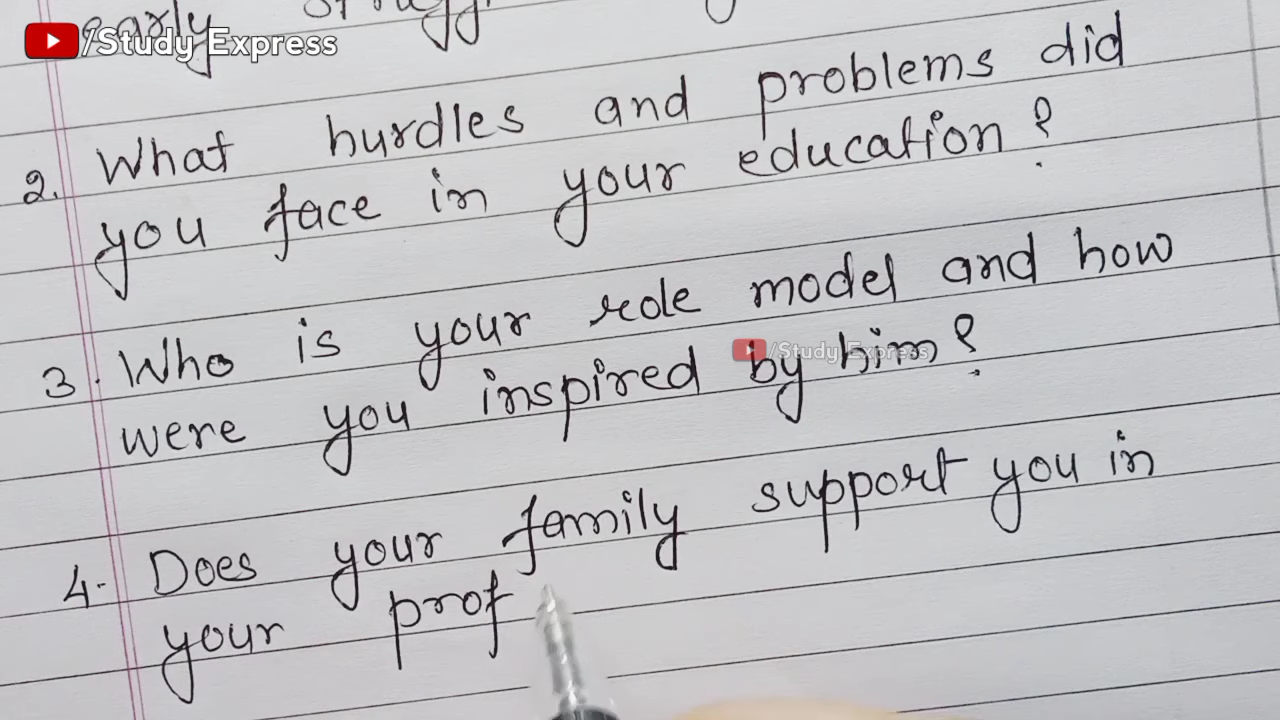 early
/Study Express
2. What hurdles and problems did
you face in your education?
3. Who is your role model and how
were you inspired by him?
/Study Express
4. Does your family support you in
your prof